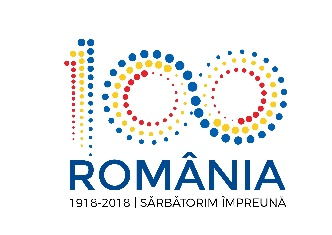 100
ROMÂNIA
1918-2018 | SĂRBĂTORIM ÎMPREUNĂ